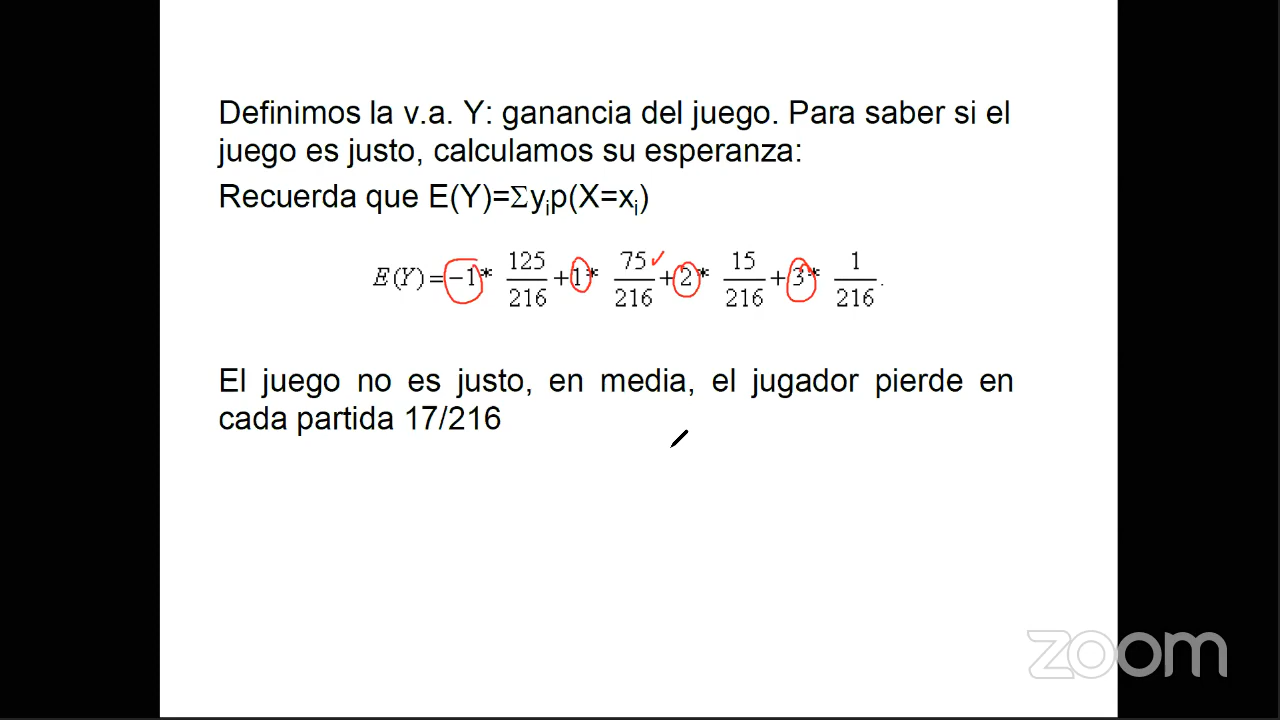 Definimos la v.a. Y: ganancia del juego. Para saber si el
juego es justo, calculamos su esperanza:
Recuerda que E(Y)=Σyᵢp(X=xᵢ)
E(Y)=−1* 125/216 +1* 75/216 +2* 15/216 +3* 1/216.
El juego no es justo, en media, el jugador pierde en
cada partida 17/216
zoom